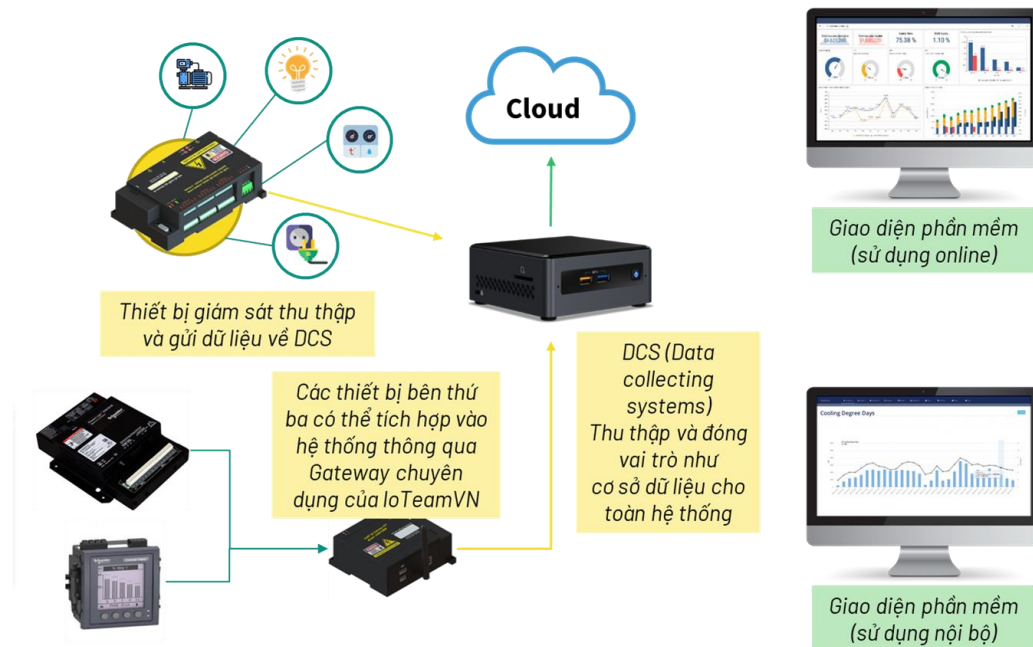 Cloud
75.38 %
1.10 %
Giao diện phần mềm
(sử dụng online)
Thiết bị giám sát thu thập
và gửi dữ liệu về DCS
Các thiết bị bên thứ
ba có thể tích hợp vào
hệ thống thông qua
Gateway chuyên
dụng của IoTeamVN
DCS (Data
collecting
systems)
Thu thập và đóng
vai trò như
cơ sở dữ liệu cho
toàn hệ thống
Cooling Degree Days
Giao diện phần mềm
(sử dụng nội bộ)